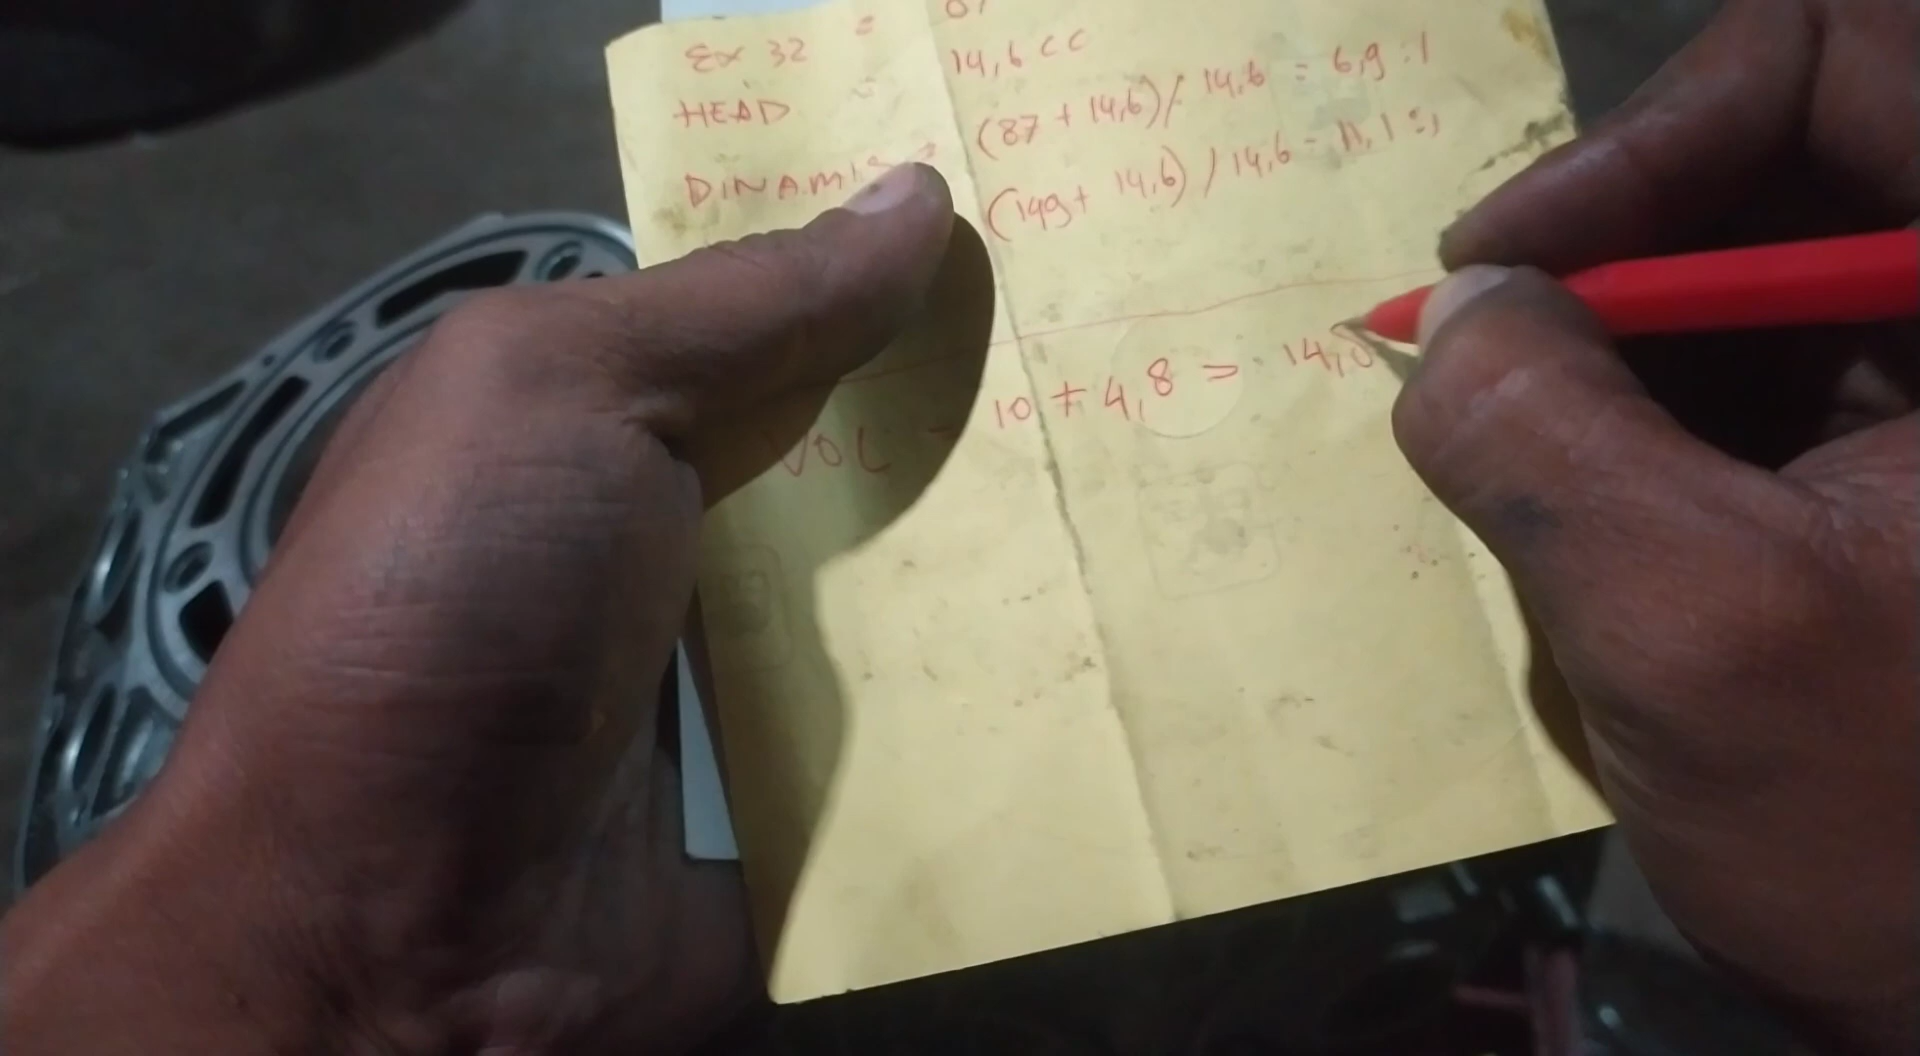 Ex 32 = 87
HEAD = 14,6 CC
DINAMIS = (87 + 14,6) / 14,6 = 6,9 : 1
(149 + 14,6) / 14,6 = 11,1 : 1
VOL = 10 + 4,8 = 14,8